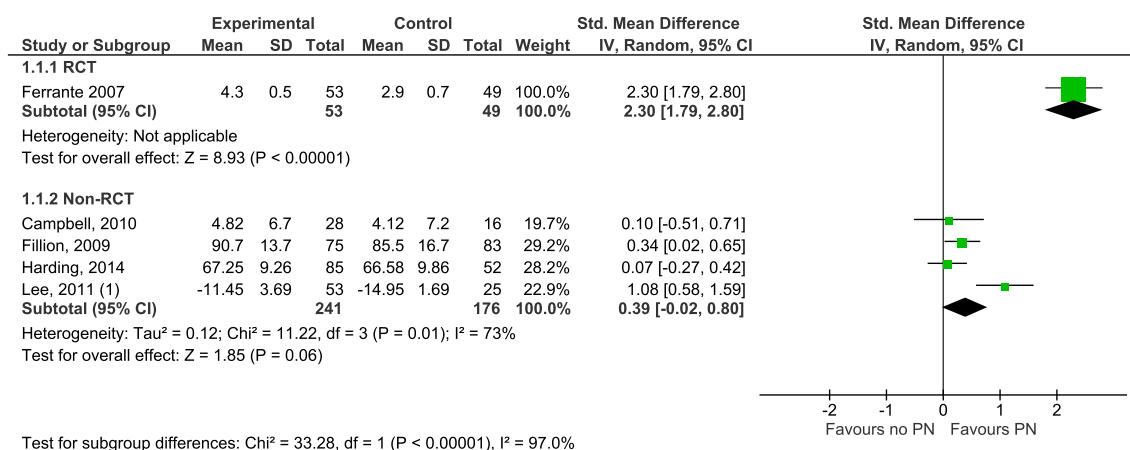 Experimental Control Std. Mean Difference Std. Mean Difference
Study or Subgroup Mean SD Total Mean SD Total Weight IV, Random, 95% CI IV, Random, 95% CI
1.1.1 RCT
Ferrante 2007 4.3 0.5 53 2.9 0.7 49 100.0% 2.30 [1.79, 2.80]
Subtotal (95% CI) 53 49 100.0% 2.30 [1.79, 2.80]
Heterogeneity: Not applicable
Test for overall effect: Z = 8.93 (P < 0.00001)
1.1.2 Non-RCT
Campbell, 2010 4.82 6.7 28 4.12 7.2 16 19.7% 0.10 [-0.51, 0.71]
Fillion, 2009 90.7 13.7 75 85.5 16.7 83 29.2% 0.34 [0.02, 0.65]
Harding, 2014 67.25 9.26 85 66.58 9.86 52 28.2% 0.07 [-0.27, 0.42]
Lee, 2011 (1) -11.45 3.69 53 -14.95 1.69 25 22.9% 1.08 [0.58, 1.59]
Subtotal (95% CI) 241 176 100.0% 0.39 [-0.02, 0.80]
Heterogeneity: Tau² = 0.12; Chi² = 11.22, df = 3 (P = 0.01); I² = 73%
Test for overall effect: Z = 1.85 (P = 0.06)
-2 -1 0 1 2
Favours no PN Favours PN
Test for subgroup differences: Chi² = 33.28, df = 1 (P < 0.00001), I² = 97.0%